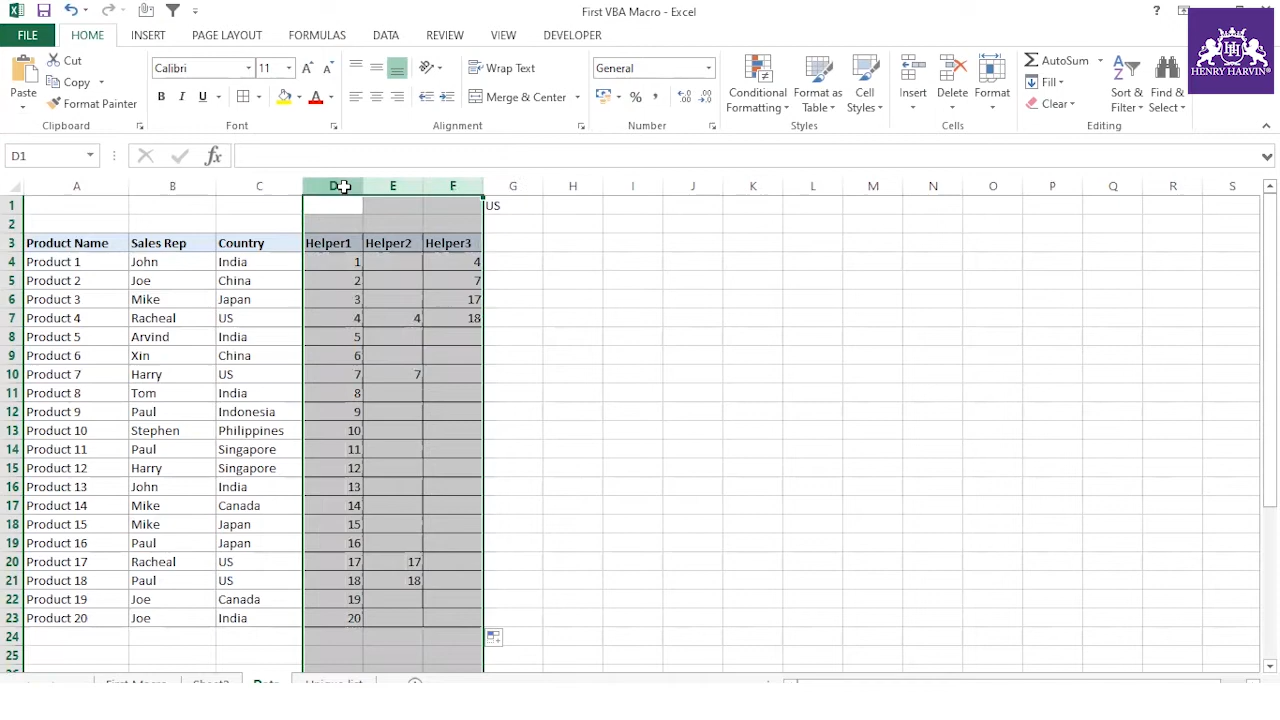 First VBA Macro - Excel
?
FILE HOME INSERT PAGE LAYOUT FORMULAS DATA REVIEW VIEW DEVELOPER
HENRY HARVIN®
Paste
Cut
Copy
Format Painter
Clipboard
Calibri 11
B I U A
Font
Wrap Text
Merge & Center
Alignment
General
%
Number
Conditional Formatting
Format as Table
Cell Styles
Styles
Insert Delete Format
Cells
AutoSum
Fill
Clear
Sort & Filter
Find & Select
Editing
D1 fx
A B C D E F G H I J K L M N O P Q R S
1 US
2
3 Product Name Sales Rep Country Helper1 Helper2 Helper3
4 Product 1 John India 1 4
5 Product 2 Joe China 2 7
6 Product 3 Mike Japan 3 17
7 Product 4 Racheal US 4 4 18
8 Product 5 Arvind India 5
9 Product 6 Xin China 6
10 Product 7 Harry US 7 7
11 Product 8 Tom India 8
12 Product 9 Paul Indonesia 9
13 Product 10 Stephen Philippines 10
14 Product 11 Paul Singapore 11
15 Product 12 Harry Singapore 12
16 Product 13 John India 13
17 Product 14 Mike Canada 14
18 Product 15 Mike Japan 15
19 Product 16 Paul Japan 16
20 Product 17 Racheal US 17 17
21 Product 18 Paul US 18 18
22 Product 19 Joe Canada 19
23 Product 20 Joe India 20
24
25